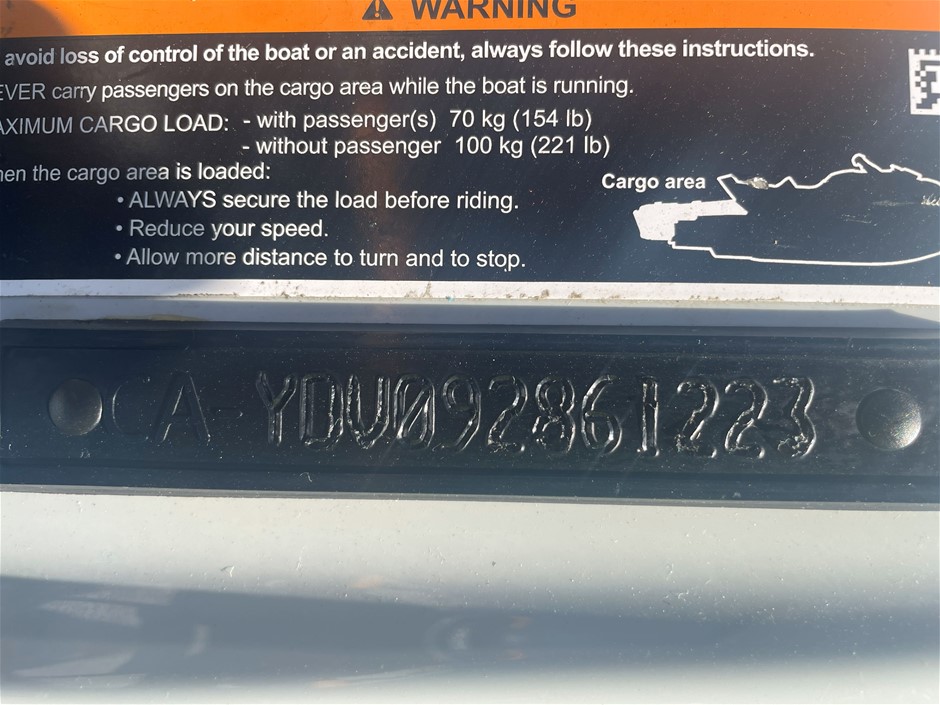 WARNING
avoid loss of control of the boat or an accident, always follow these instructions.
EVER carry passengers on the cargo area while the boat is running.
AXIMUM CARGO LOAD: - with passenger(s) 70 kg (154 lb)
- without passenger 100 kg (221 lb)
hen the cargo area is loaded:
Cargo area
• ALWAYS secure the load before riding.
• Reduce your speed.
• Allow more distance to turn and to stop.
CA-YDV09286I223